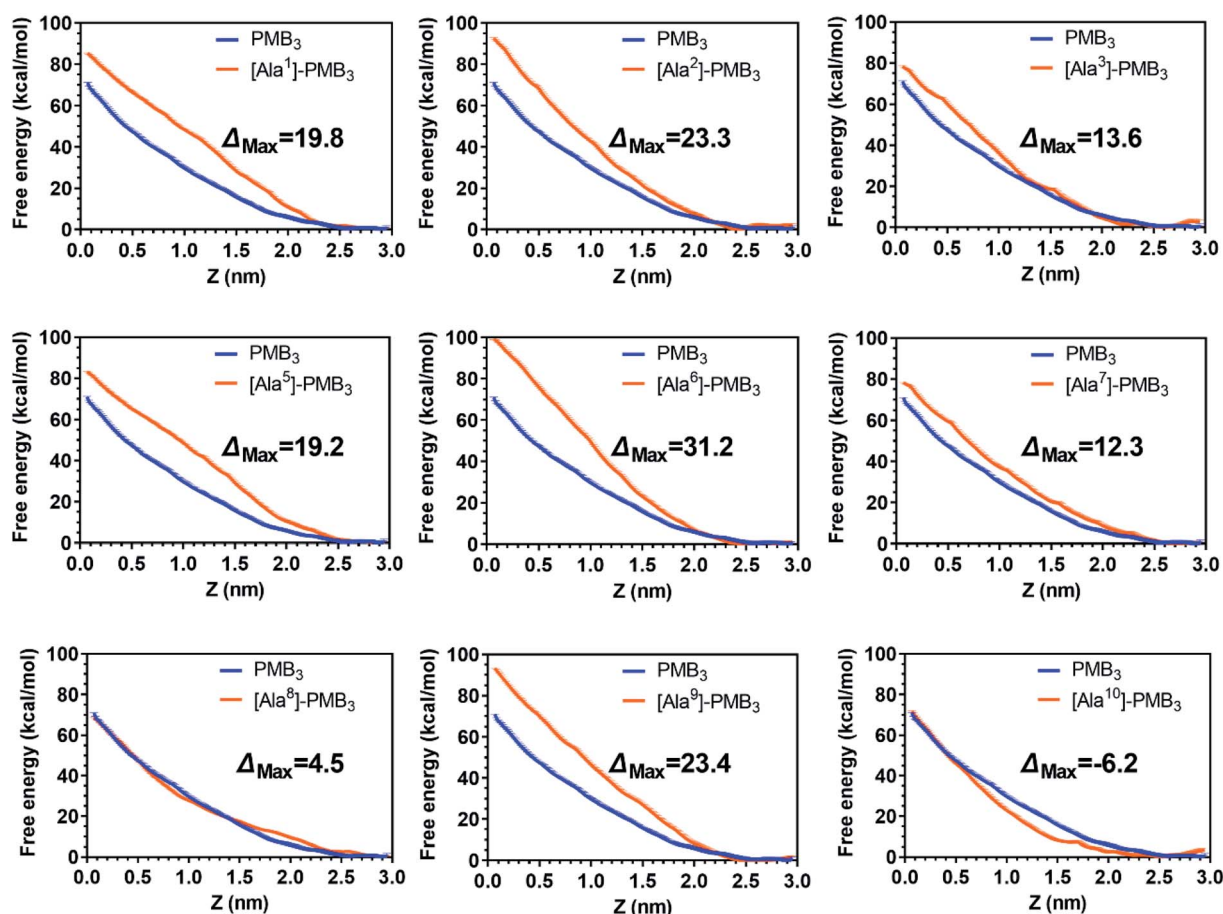 Free energy (kcal/mol)
100
80
60
40
20
0
PMB₃
[Ala¹]-PMB₃
Δ_Max=19.8
0.0 0.5 1.0 1.5 2.0 2.5 3.0
Z (nm)
Free energy (kcal/mol)
100
80
60
40
20
0
PMB₃
[Ala²]-PMB₃
Δ_Max=23.3
0.0 0.5 1.0 1.5 2.0 2.5 3.0
Z (nm)
Free energy (kcal/mol)
100
80
60
40
20
0
PMB₃
[Ala³]-PMB₃
Δ_Max=13.6
0.0 0.5 1.0 1.5 2.0 2.5 3.0
Z (nm)
Free energy (kcal/mol)
100
80
60
40
20
0
PMB₃
[Ala⁵]-PMB₃
Δ_Max=19.2
0.0 0.5 1.0 1.5 2.0 2.5 3.0
Z (nm)
Free energy (kcal/mol)
100
80
60
40
20
0
PMB₃
[Ala⁶]-PMB₃
Δ_Max=31.2
0.0 0.5 1.0 1.5 2.0 2.5 3.0
Z (nm)
Free energy (kcal/mol)
100
80
60
40
20
0
PMB₃
[Ala⁷]-PMB₃
Δ_Max=12.3
0.0 0.5 1.0 1.5 2.0 2.5 3.0
Z (nm)
Free energy (kcal/mol)
100
80
60
40
20
0
PMB₃
[Ala⁸]-PMB₃
Δ_Max=4.5
0.0 0.5 1.0 1.5 2.0 2.5 3.0
Z (nm)
Free energy (kcal/mol)
100
80
60
40
20
0
PMB₃
[Ala⁹]-PMB₃
Δ_Max=23.4
0.0 0.5 1.0 1.5 2.0 2.5 3.0
Z (nm)
Free energy (kcal/mol)
100
80
60
40
20
0
PMB₃
[Ala¹⁰]-PMB₃
Δ_Max=-6.2
0.0 0.5 1.0 1.5 2.0 2.5 3.0
Z (nm)